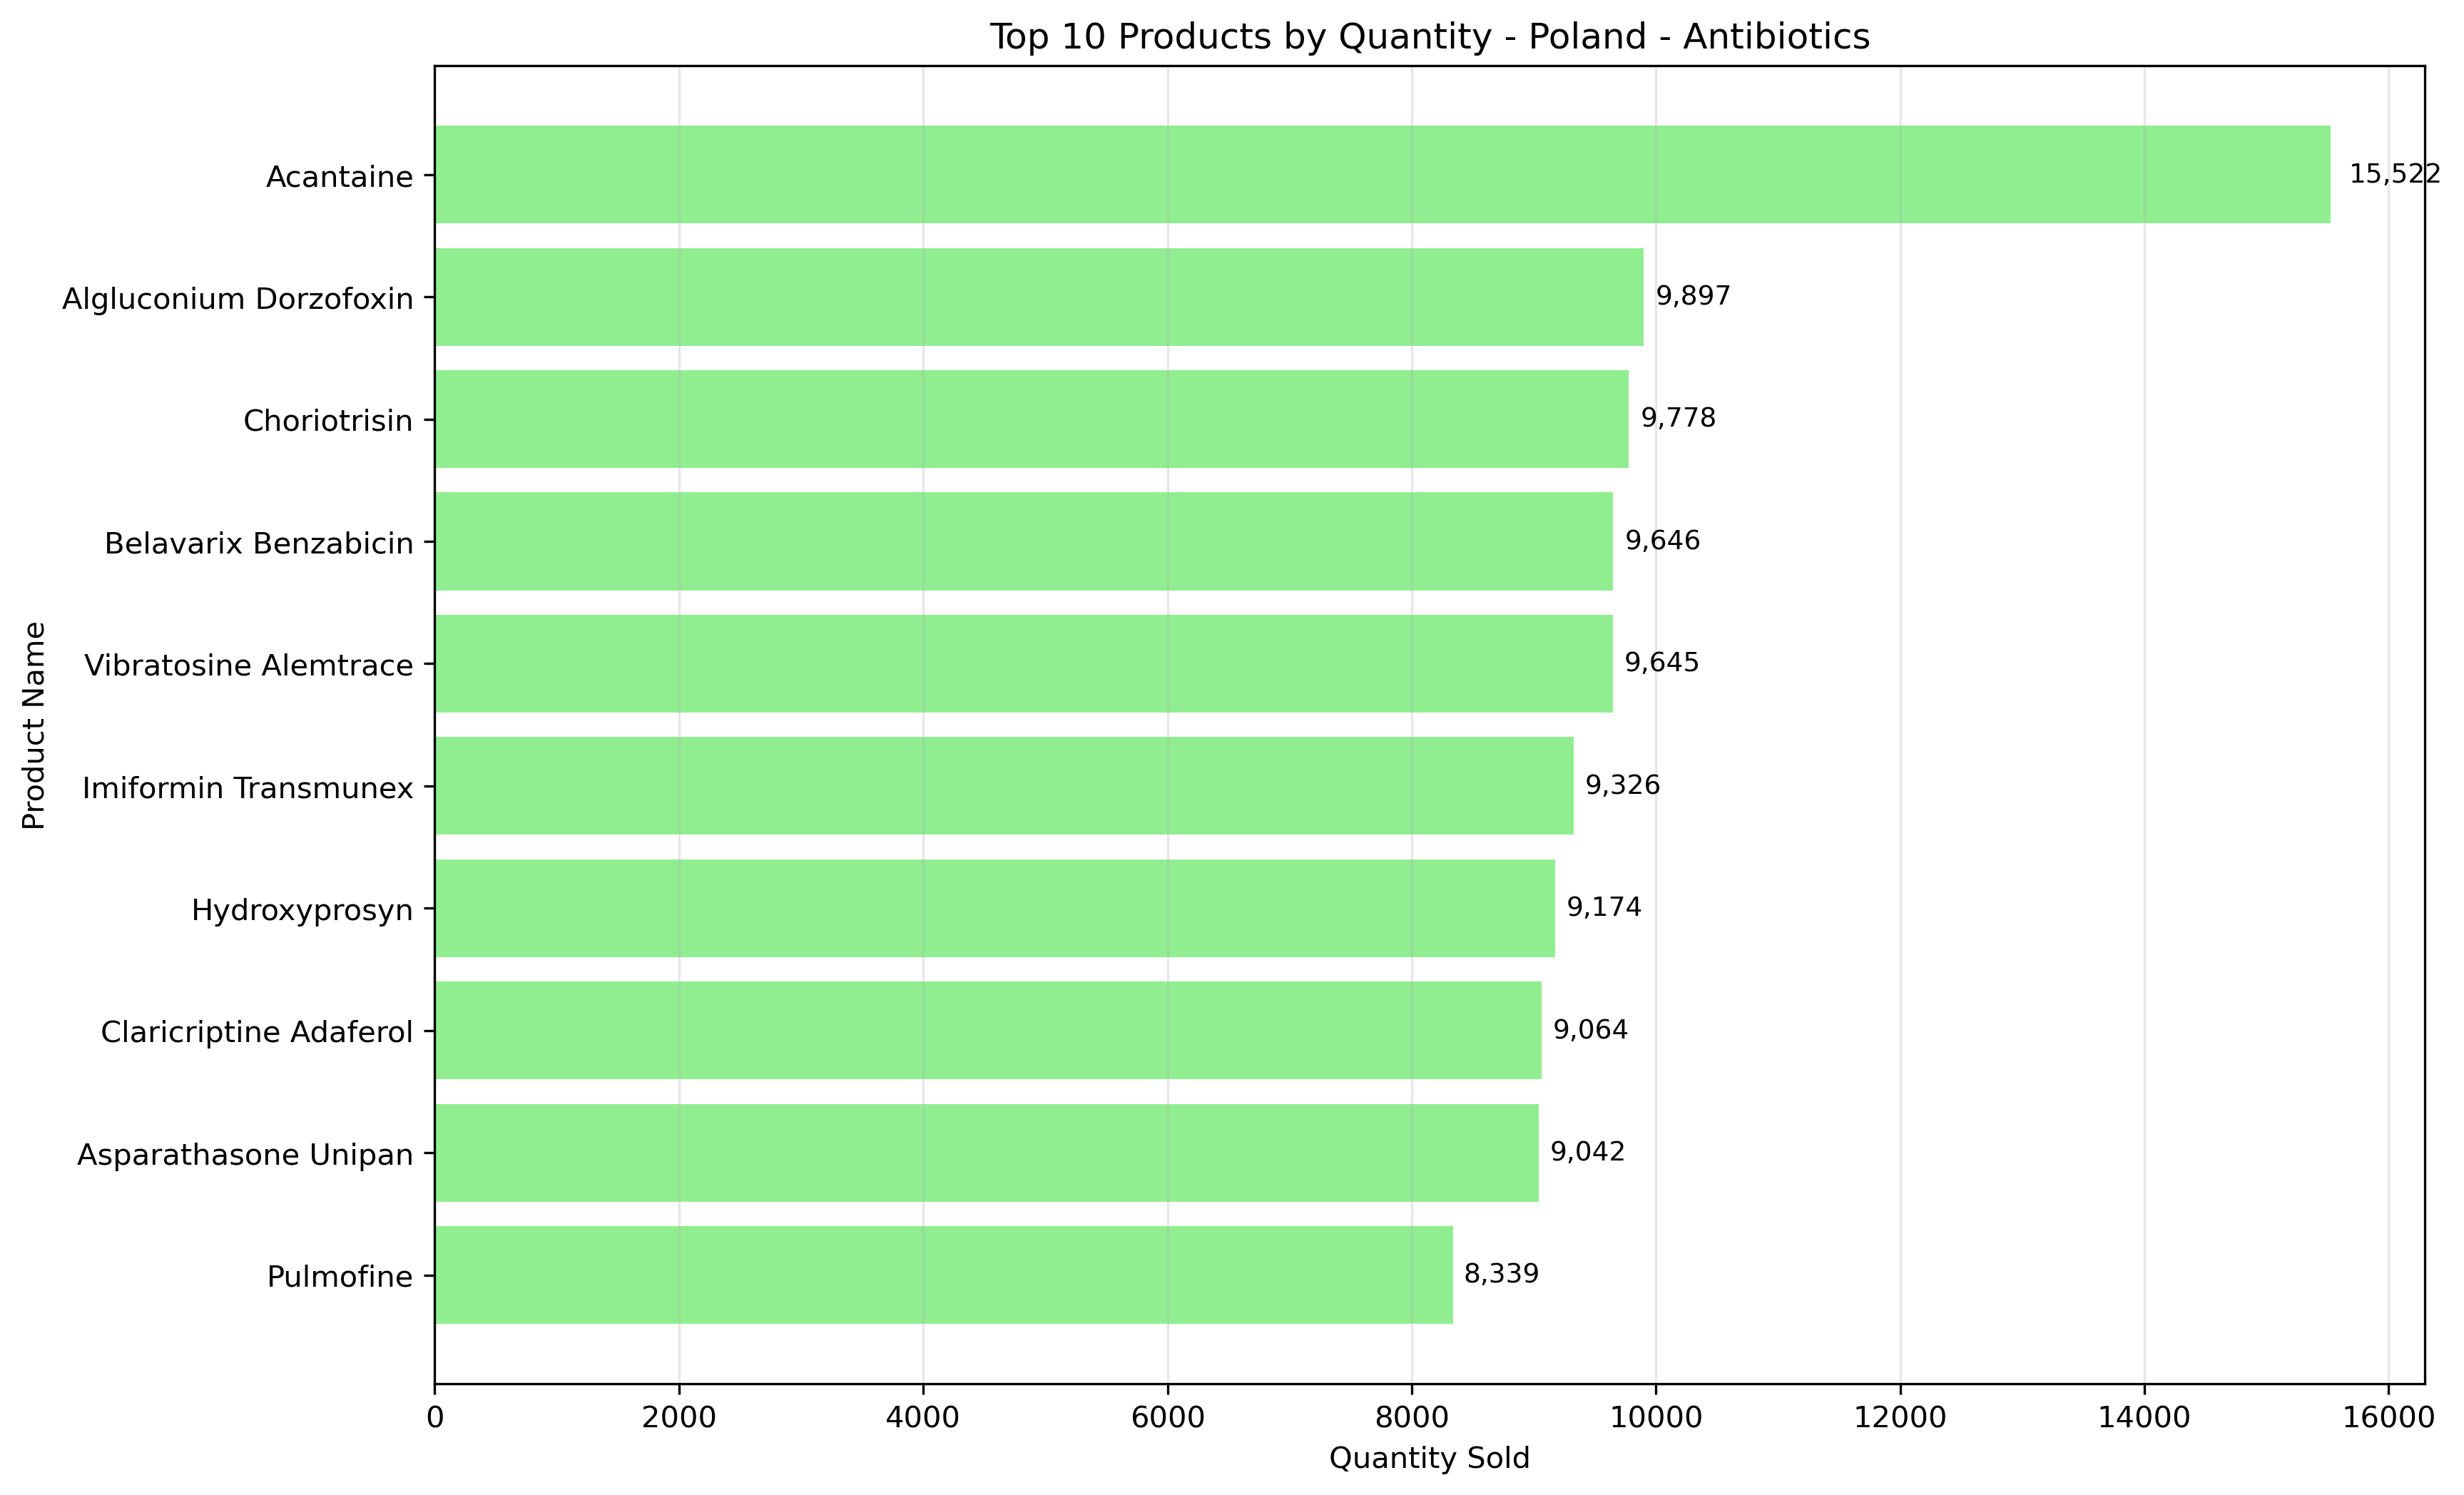 Top 10 Products by Quantity - Poland - Antibiotics
Product Name
Acantaine 15,522
Algluconium Dorzofoxin 9,897
Choriotrisin 9,778
Belavarix Benzabicin 9,646
Vibratosine Alemtrace 9,645
Imiformin Transmunex 9,326
Hydroxyprosyn 9,174
Claricriptine Adaferol 9,064
Asparathasone Unipan 9,042
Pulmofine 8,339
0 2000 4000 6000 8000 10000 12000 14000 16000
Quantity Sold